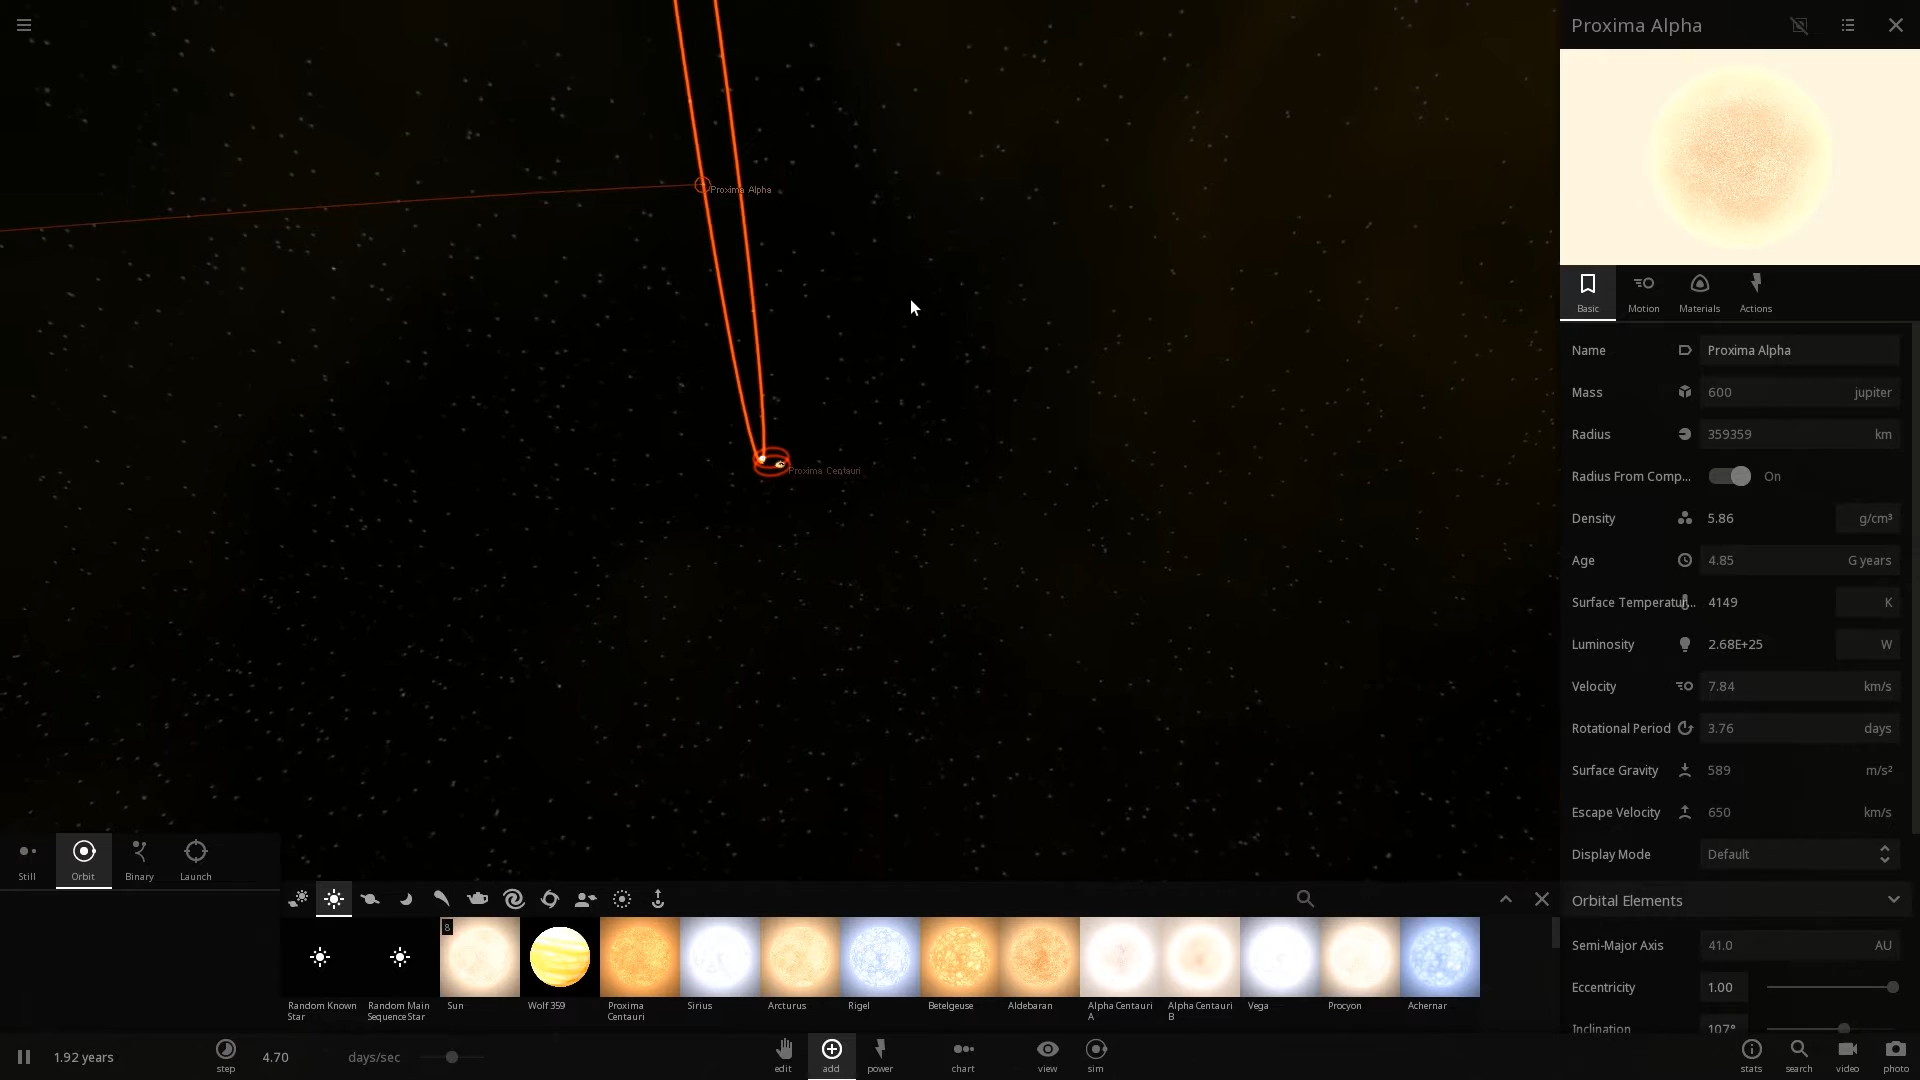 Proxima Alpha
Proxima Alpha
Proxima Centauri
Basic
Motion
Materials
Actions
Name
Proxima Alpha
Mass
600
jupiter
Radius
359359
km
Radius From Comp...
On
Density
5.86
g/cm³
Age
4.85
G years
Surface Temperatur...
4149
K
Luminosity
2.68E+25
W
Velocity
7.84
km/s
Rotational Period
3.76
days
Surface Gravity
589
m/s²
Escape Velocity
650
km/s
Display Mode
Default
Orbital Elements
Semi-Major Axis
41.0
AU
Eccentricity
1.00
Inclination
107°
Still
Orbit
Binary
Launch
8
Random Known
Star
Random Main
Sequence Star
Sun
Wolf 359
Proxima
Centauri
Sirius
Arcturus
Rigel
Betelgeuse
Aldebaran
Alpha Centauri
A
Alpha Centauri
B
Vega
Procyon
Achernar
1.92 years
step
4.70
days/sec
edit
add
power
chart
view
sim
stats
search
video
photo